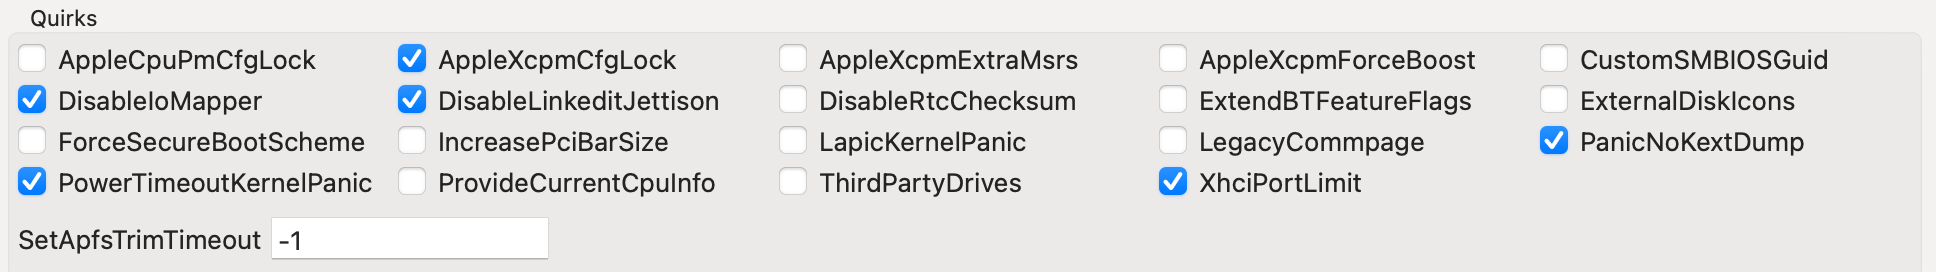 Quirks
AppleCpuPmCfgLock AppleXcpmCfgLock AppleXcpmExtraMsrs AppleXcpmForceBoost CustomSMBIOSGuid
DisableIoMapper DisableLinkeditJettison DisableRtcChecksum ExtendBTFeatureFlags ExternalDiskIcons
ForceSecureBootScheme IncreasePciBarSize LapicKernelPanic LegacyCommpage PanicNoKextDump
PowerTimeoutKernelPanic ProvideCurrentCpuInfo ThirdPartyDrives XhciPortLimit
SetApfsTrimTimeout -1